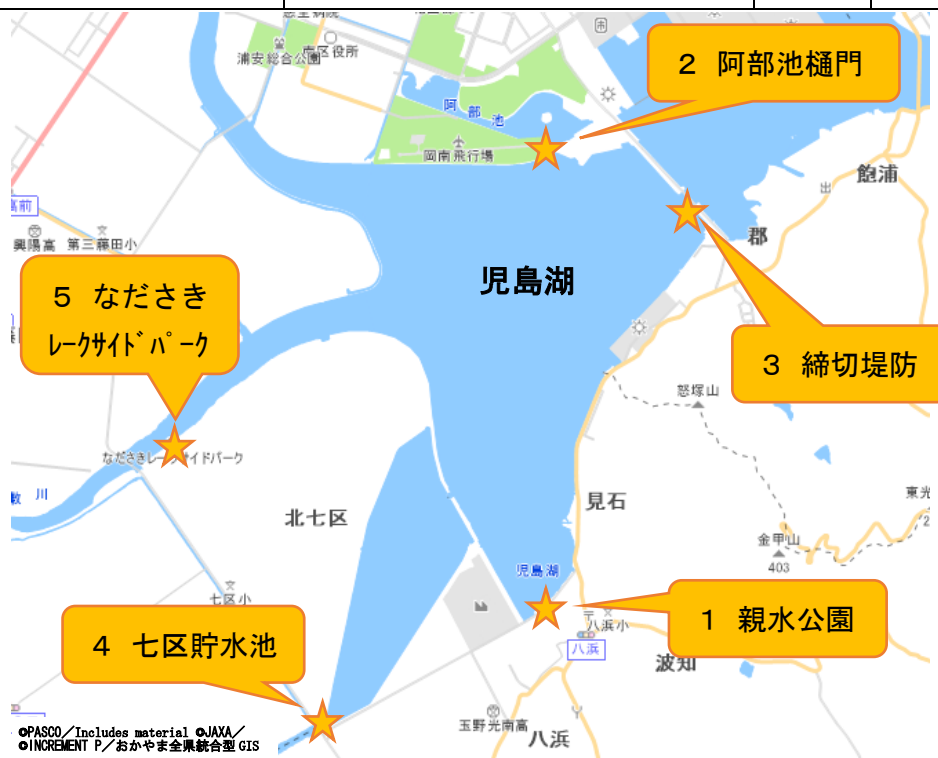 南区役所
浦安総合公園
2 阿部池樋門
阿部池
岡南飛行場
飽浦
出
郡
高前
興陽高
第三藤田小
児島湖
5 なださき
レークサイドパーク
3 締切堤防
怒塚山
なださきレークサイドパーク
川
北七区
見石
東光
金甲山
403
児島湖
七区小
八浜小
八浜
1 親水公園
波知
4 七区貯水池
玉野光南高
八浜
©PASCO/Includes material ©JAXA/
©INCREMENT P/おかやま全県統合型GIS